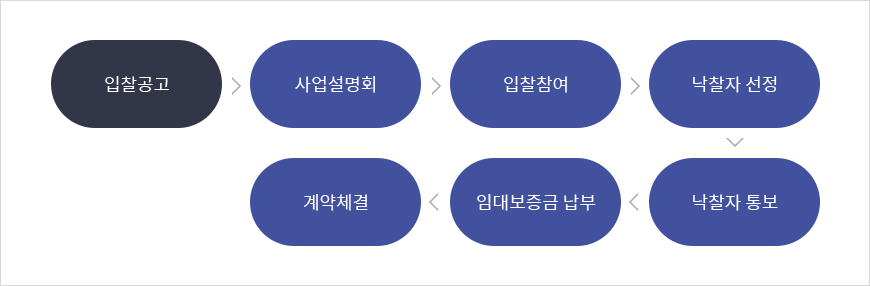 입찰공고
사업설명회
입찰참여
낙찰자 선정
낙찰자 통보
임대보증금 납부
계약체결